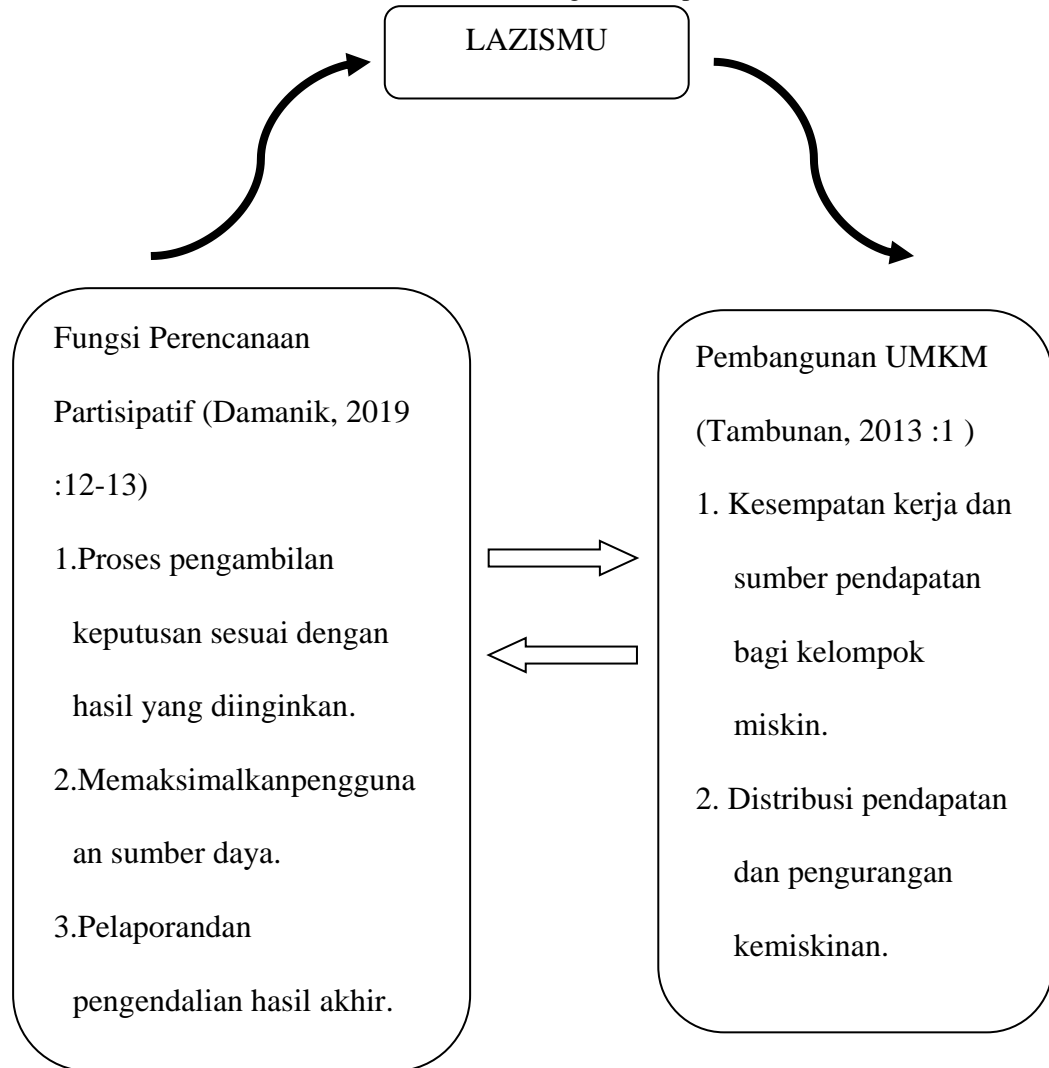 LAZISMU
Fungsi Perencanaan
Partisipatif (Damanik, 2019
:12-13)
1.Proses pengambilan
keputusan sesuai dengan
hasil yang diinginkan.
2.Memaksimalkanpengguna
an sumber daya.
3.Pelaporandan
pengendalian hasil akhir.
Pembangunan UMKM
(Tambunan, 2013 :1 )
1. Kesempatan kerja dan
sumber pendapatan
bagi kelompok
miskin.
2. Distribusi pendapatan
dan pengurangan
kemiskinan.